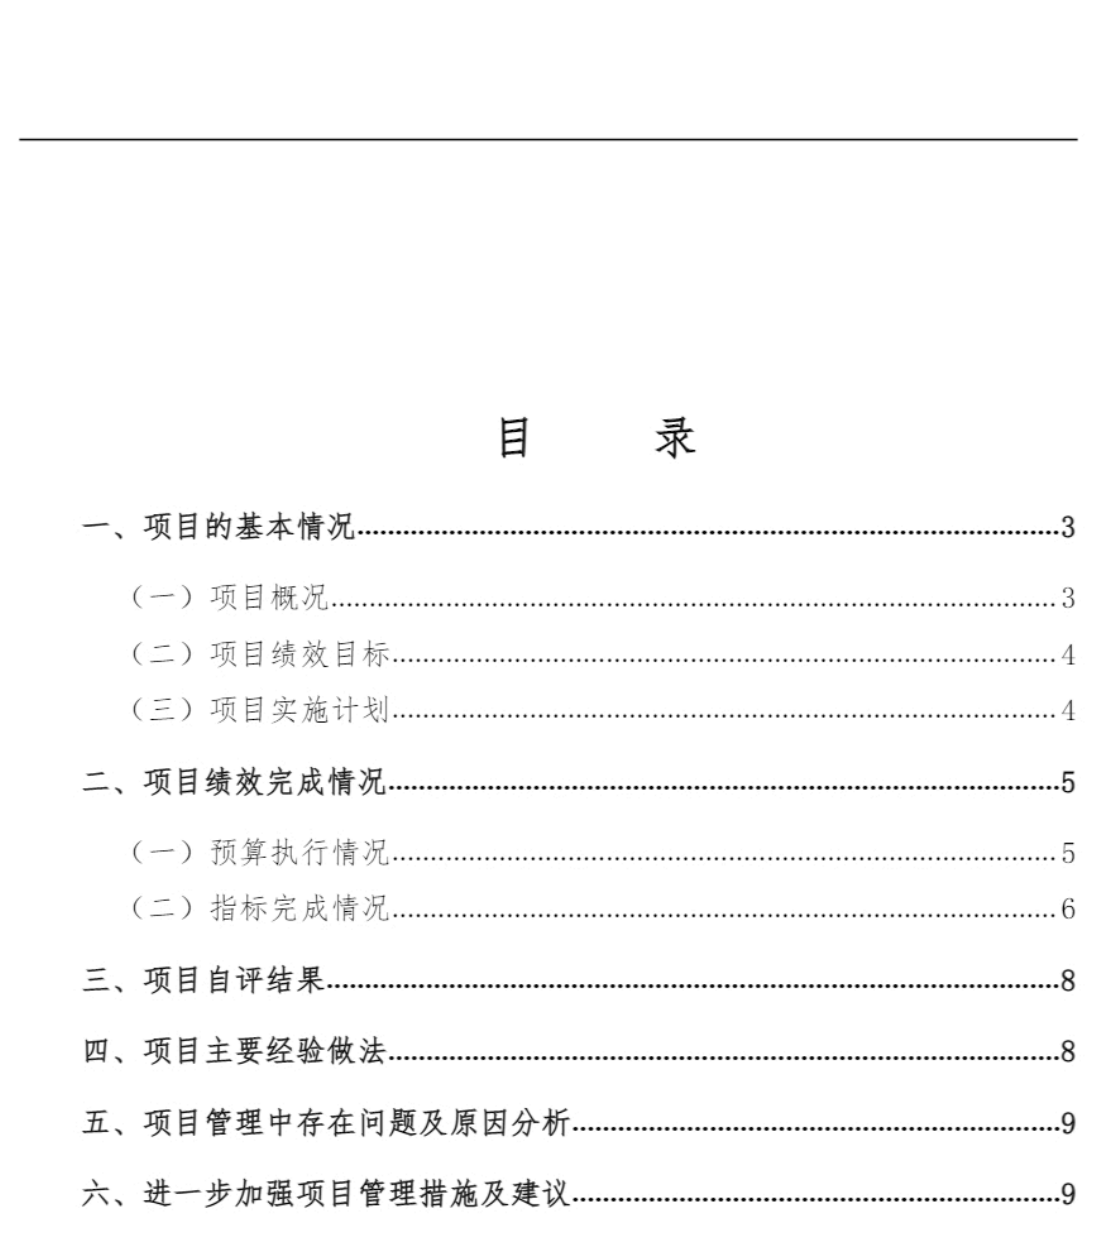 目 录
一、项目的基本情况........................................3
（一）项目概况........................................3
（二）项目绩效目标........................................4
（三）项目实施计划........................................4
二、项目绩效完成情况........................................5
（一）预算执行情况........................................5
（二）指标完成情况........................................6
三、项目自评结果........................................8
四、项目主要经验做法........................................8
五、项目管理中存在问题及原因分析........................................9
六、进一步加强项目管理措施及建议........................................9